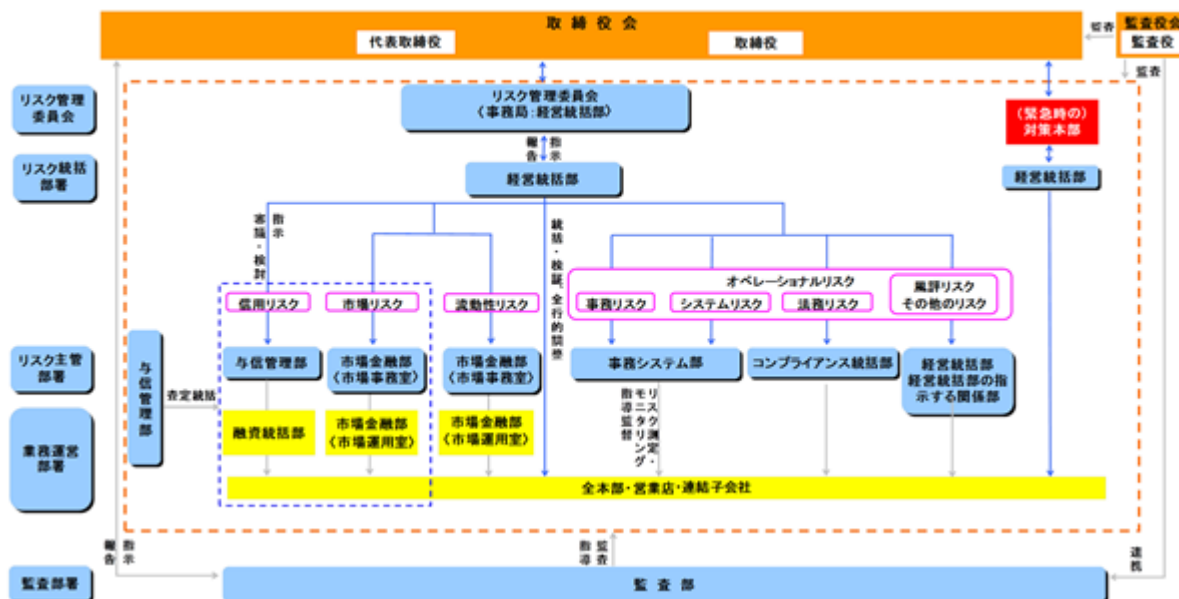 取締役会
代表取締役
取締役
監査
監査役会
監査役
監査
リスク管理
委員会
リスク管理委員会
（事務局：経営統括部）
（緊急時の）
対策本部
報告
指示
リスク統括
部署
経営統括部
経営統括部
審議・検討
指示
統括・検証、全行的調整
オペレーショナルリスク
信用リスク
市場リスク
流動性リスク
事務リスク
システムリスク
法務リスク
風評リスク
その他のリスク
リスク主管
部署
与信管理部
査定統括
与信管理部
市場金融部
（市場事務室）
市場金融部
（市場事務室）
事務システム部
コンプライアンス統括部
経営統括部
経営統括部の指
示する関係部
業務運営
部署
融資統括部
市場金融部
（市場運用室）
市場金融部
（市場運用室）
指導監督
モニタリング
リスク測定・
全本部・営業店・連結子会社
報告
指示
指導
監査
連携
監査部署
監査部